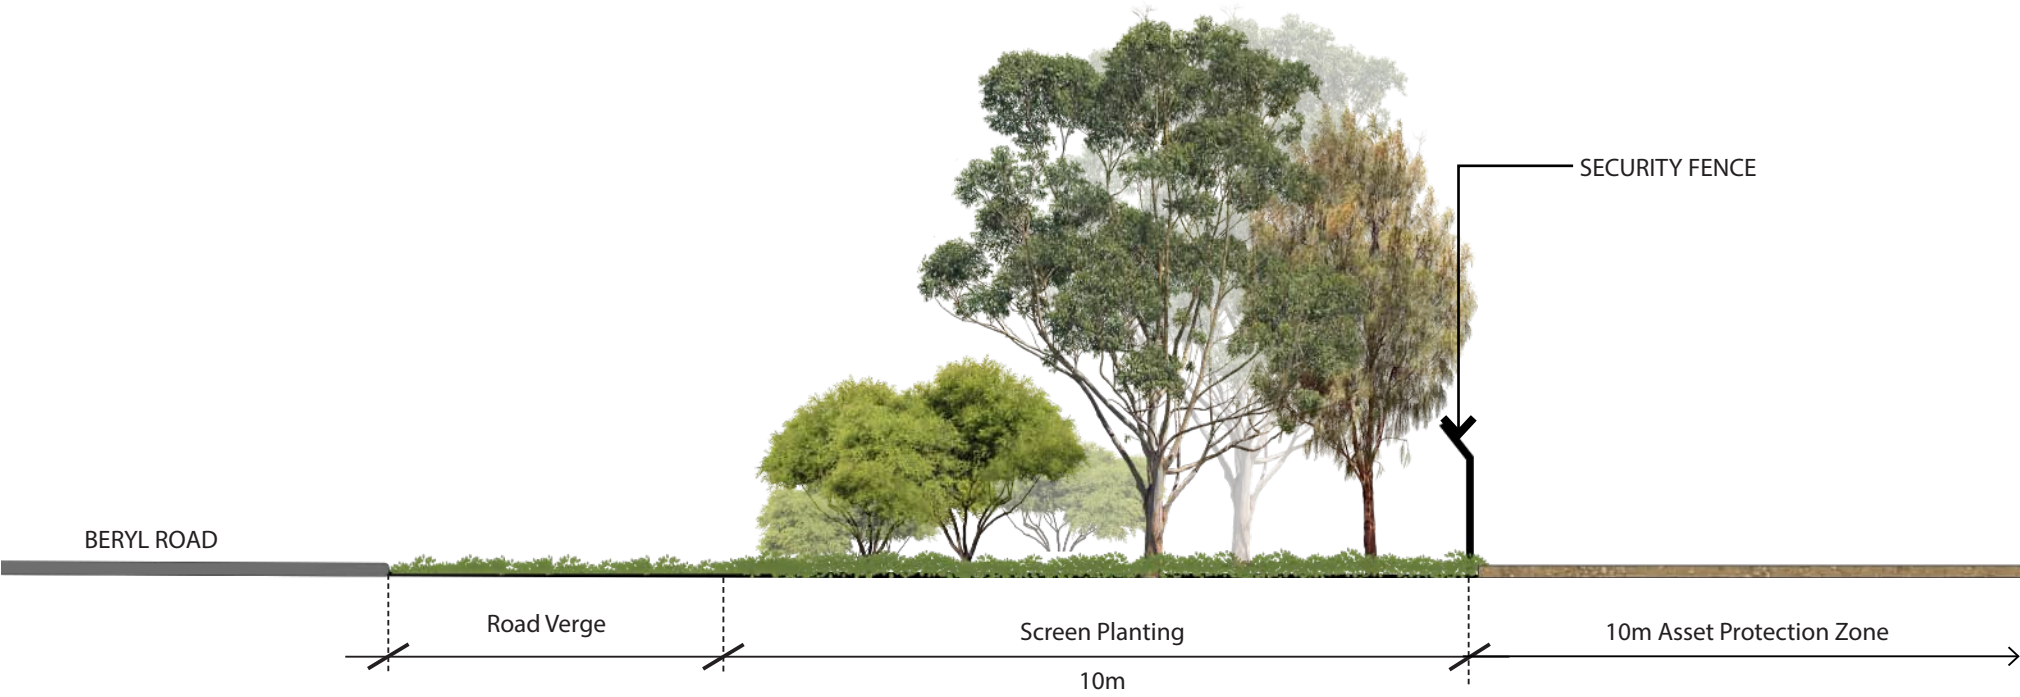 SECURITY FENCE
BERYL ROAD
Road Verge
Screen Planting
10m Asset Protection Zone
10m